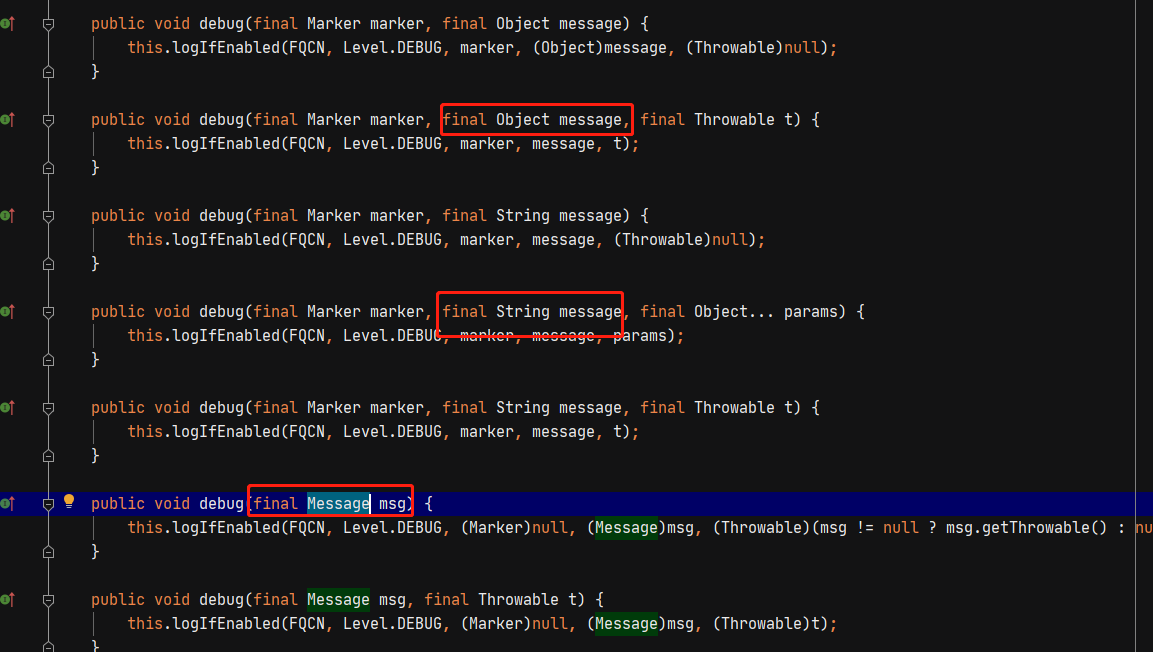 public void debug(final Marker marker, final Object message) {
this.logIfEnabled(FQCN, Level.DEBUG, marker, (Object)message, (Throwable)null);
}
public void debug(final Marker marker, final Object message, final Throwable t) {
this.logIfEnabled(FQCN, Level.DEBUG, marker, message, t);
}
public void debug(final Marker marker, final String message) {
this.logIfEnabled(FQCN, Level.DEBUG, marker, message, (Throwable)null);
}
public void debug(final Marker marker, final String message, final Object... params) {
this.logIfEnabled(FQCN, Level.DEBUG, marker, message, params);
}
public void debug(final Marker marker, final String message, final Throwable t) {
this.logIfEnabled(FQCN, Level.DEBUG, marker, message, t);
}
public void debug(final Message msg) {
this.logIfEnabled(FQCN, Level.DEBUG, (Marker)null, (Message)msg, (Throwable)(msg != null ? msg.getThrowable() : nu
}
public void debug(final Message msg, final Throwable t) {
this.logIfEnabled(FQCN, Level.DEBUG, (Marker)null, (Message)msg, (Throwable)t);
}